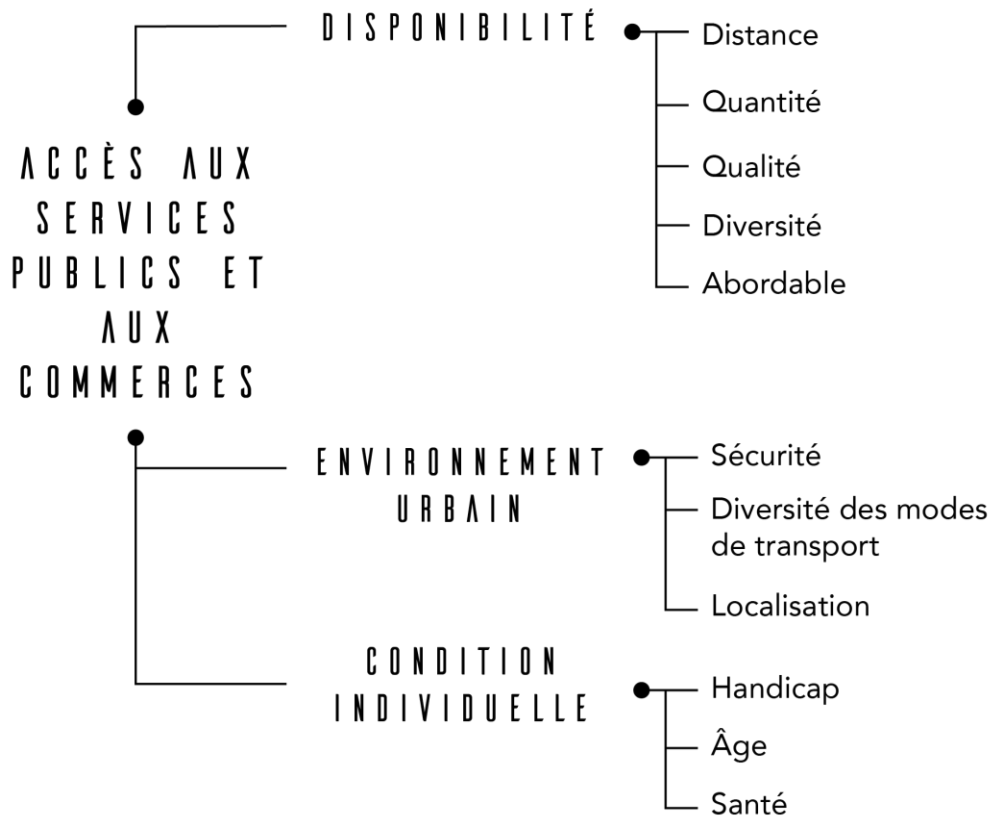 DISPONIBILITÉ
Distance
Quantité
Qualité
Diversité
Abordable
ACCÈS AUX
SERVICES
PUBLICS ET
AUX
COMMERCES
ENVIRONNEMENT
URBAIN
Sécurité
Diversité des modes
de transport
Localisation
CONDITION
INDIVIDUELLE
Handicap
Âge
Santé